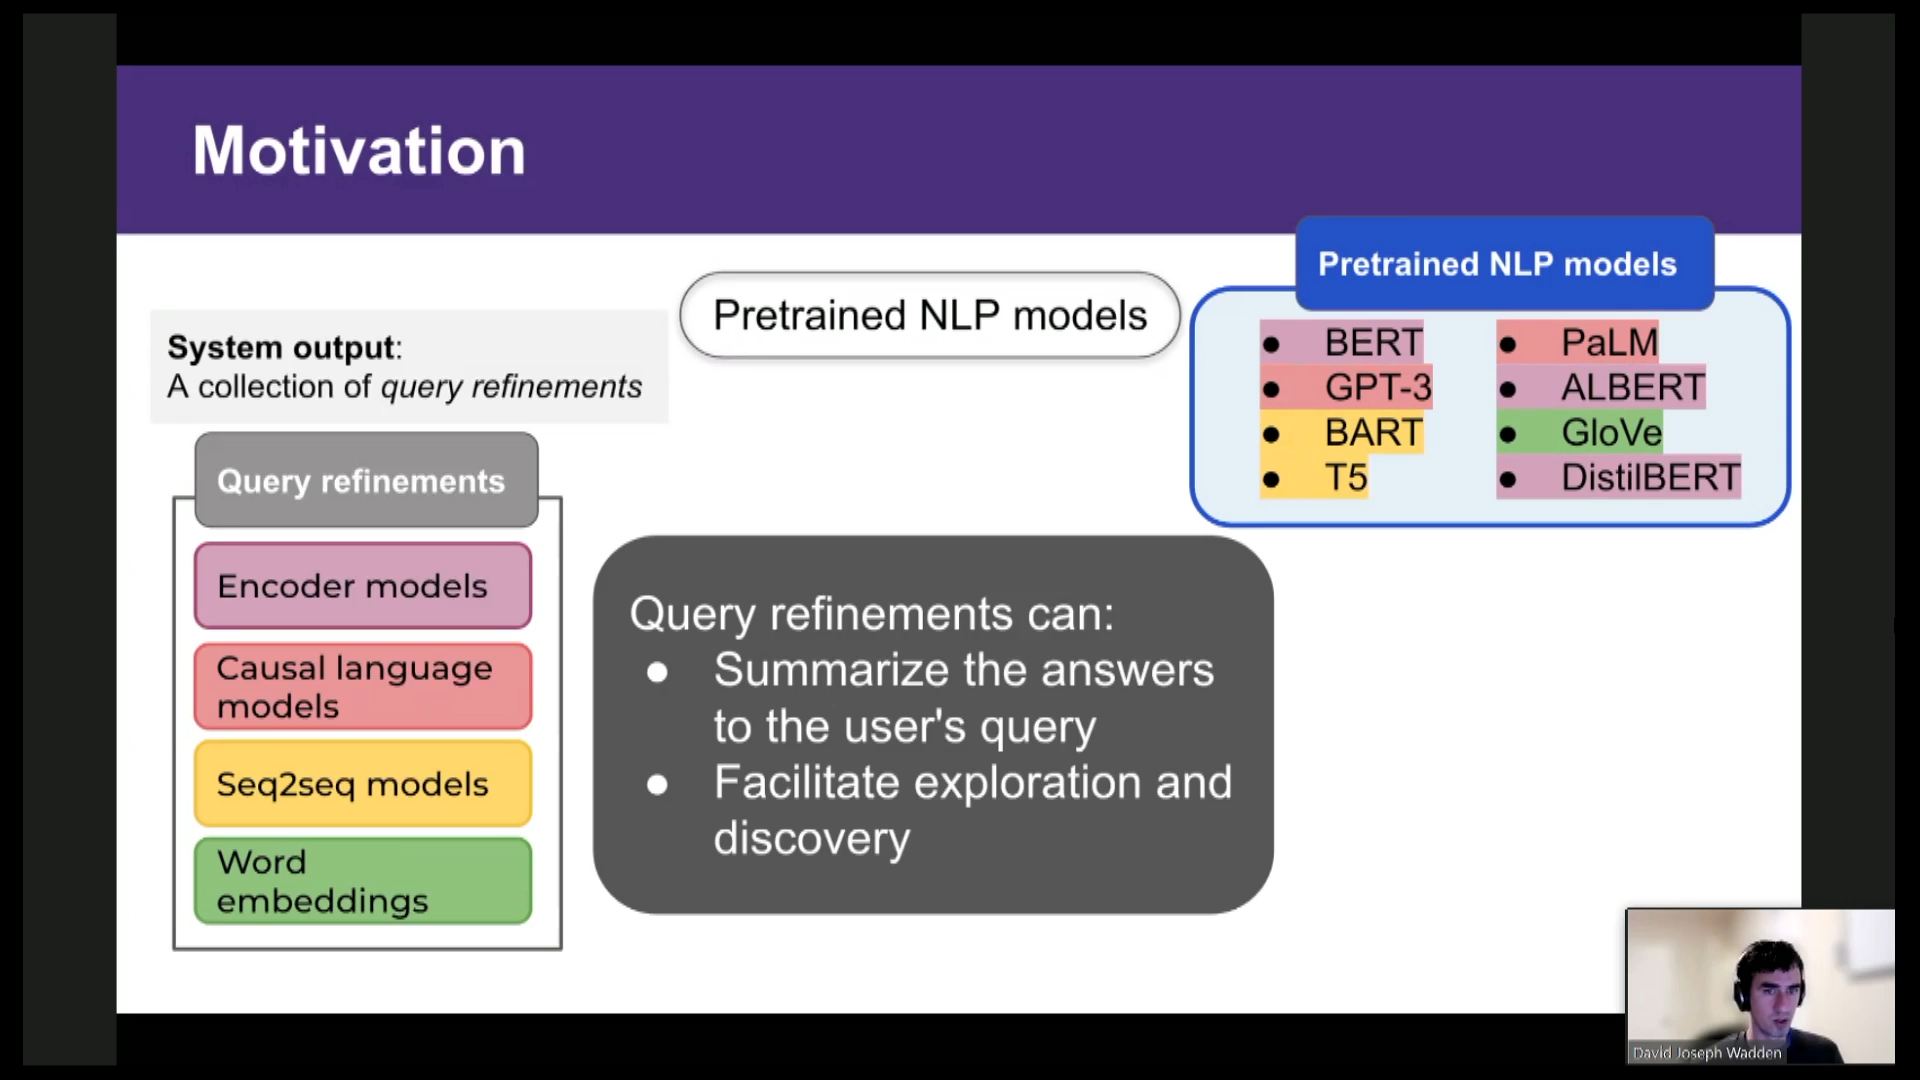 Motivation
Pretrained NLP models
System output:
A collection of query refinements
Query refinements
Encoder models
Causal language
models
Seq2seq models
Word
embeddings
Pretrained NLP models
• BERT
• GPT-3
• BART
• T5
• PaLM
• ALBERT
• GloVe
• DistilBERT
Query refinements can:
• Summarize the answers
to the user's query
• Facilitate exploration and
discovery
David Joseph Wadden